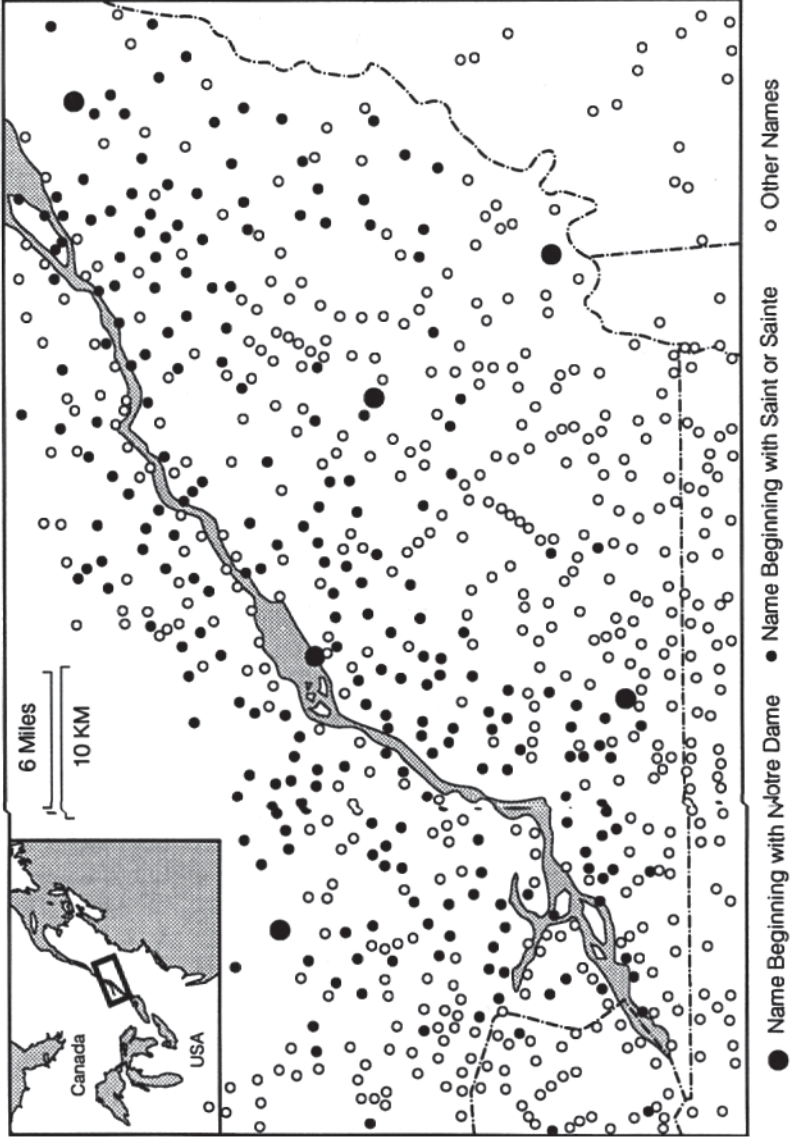 6 Miles
10 KM
Canada
USA
Name Beginning with Notre Dame
Name Beginning with Saint or Sainte
Other Names